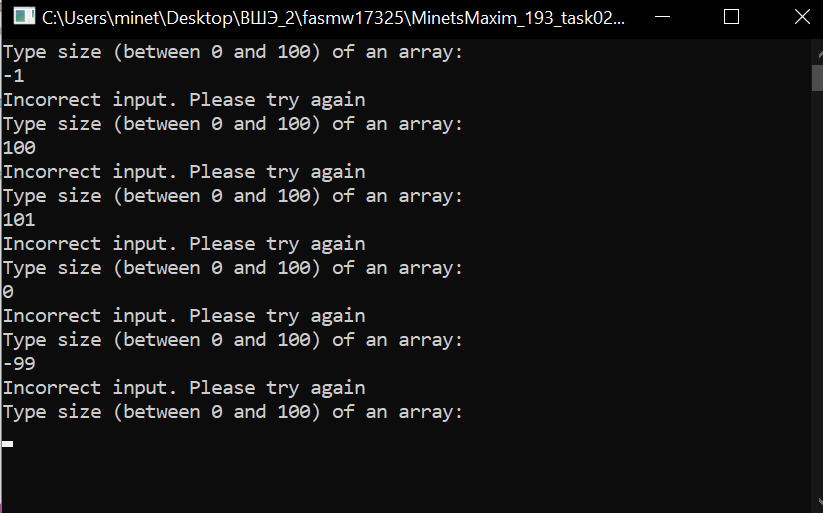 C:\Users\minet\Desktop\ВШЭ_2\fasmw17325\MinetsMaxim_193_task02...
Type size (between 0 and 100) of an array:
-1
Incorrect input. Please try again
Type size (between 0 and 100) of an array:
100
Incorrect input. Please try again
Type size (between 0 and 100) of an array:
101
Incorrect input. Please try again
Type size (between 0 and 100) of an array:
0
Incorrect input. Please try again
Type size (between 0 and 100) of an array:
-99
Incorrect input. Please try again
Type size (between 0 and 100) of an array: